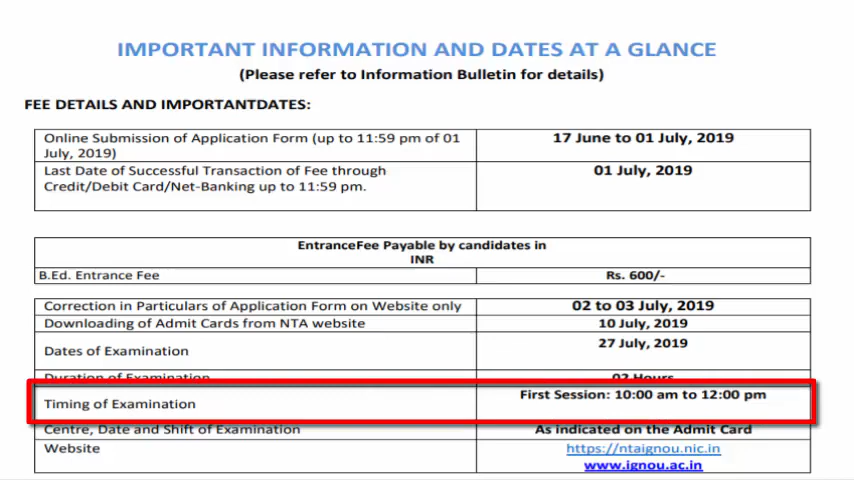 IMPORTANT INFORMATION AND DATES AT A GLANCE
(Please refer to Information Bulletin for details)
FEE DETAILS AND IMPORTANTDATES:
Online Submission of Application Form (up to 11:59 pm of 01 July, 2019)
17 June to 01 July, 2019
Last Date of Successful Transaction of Fee through
Credit/Debit Card/Net-Banking up to 11:59 pm.
01 July, 2019
EntranceFee Payable by candidates in
INR
B.Ed. Entrance Fee
Rs. 600/-
Correction in Particulars of Application Form on Website only
02 to 03 July, 2019
Downloading of Admit Cards from NTA website
10 July, 2019
Dates of Examination
27 July, 2019
Duration of Examination
02 Hours
Timing of Examination
First Session: 10:00 am to 12:00 pm
Centre, Date and Shift of Examination
As indicated on the Admit Card
Website
https://ntaignou.nic.in
www.ignou.ac.in